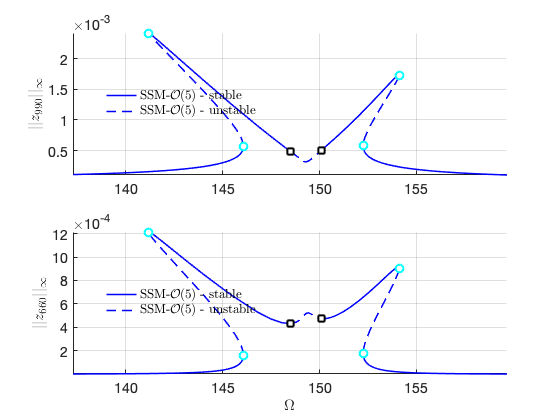 ×10⁻³
||z₉₉₀||∞
2
1.5
1
0.5
SSM-𝒪(5) - stable
SSM-𝒪(5) - unstable
140 145 150 155
×10⁻⁴
||z₆₆₀||∞
12
10
8
6
4
2
SSM-𝒪(5) - stable
SSM-𝒪(5) - unstable
140 145 150 155
Ω